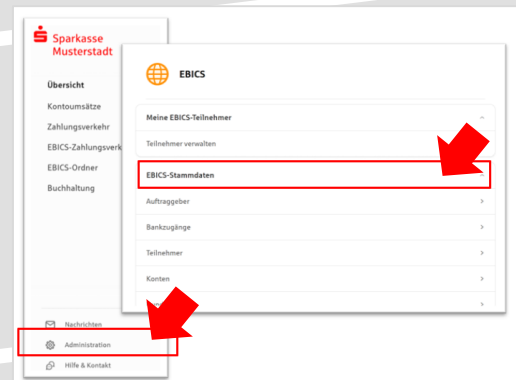 Sparkasse
Musterstadt
Übersicht
Kontoumsätze
Zahlungsverkehr
EBICS-Zahlungsverk
EBICS-Ordner
Buchhaltung
Nachrichten
Administration
Hilfe & Kontakt
EBICS
Meine EBICS-Teilnehmer
Teilnehmer verwalten
EBICS-Stammdaten
Auftraggeber
Bankzugänge
Teilnehmer
Konten